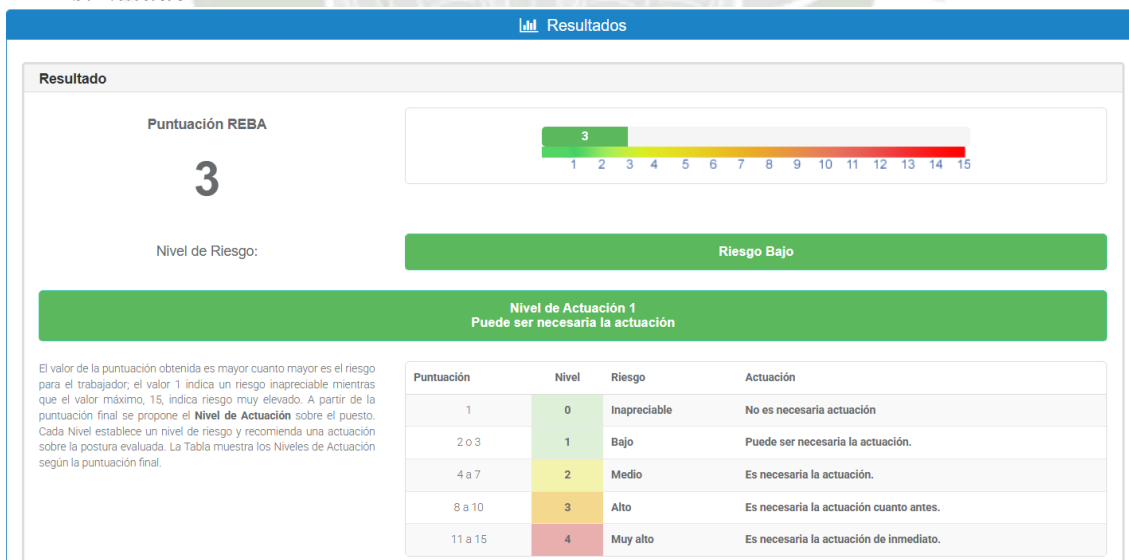 Resultados
Resultado
Puntuación REBA
3
3
1 2 3 4 5 6 7 8 9 10 11 12 13 14 15
Nivel de Riesgo:
Riesgo Bajo
Nivel de Actuación 1
Puede ser necesaria la actuación
El valor de la puntuación obtenida es mayor cuanto mayor es el riesgo
para el trabajador; el valor 1 indica un riesgo inapreciable mientras
que el valor máximo, 15, indica riesgo muy elevado. A partir de la
puntuación final se propone el Nivel de Actuación sobre el puesto.
Cada Nivel establece un nivel de riesgo y recomienda una actuación
sobre la postura evaluada. La Tabla muestra los Niveles de Actuación
según la puntuación final.
Puntuación Nivel Riesgo Actuación
1 0 Inapreciable No es necesaria actuación
2 o 3 1 Bajo Puede ser necesaria la actuación.
4 a 7 2 Medio Es necesaria la actuación.
8 a 10 3 Alto Es necesaria la actuación cuanto antes.
11 a 15 4 Muy alto Es necesaria la actuación de inmediato.